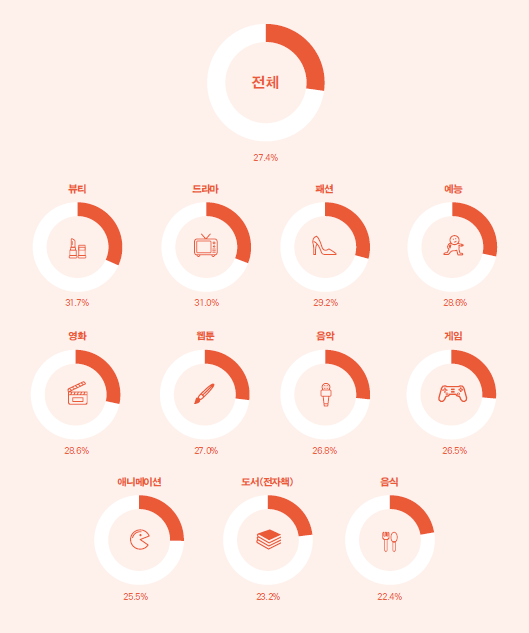 전체
27.4%
뷰티 드라마 패션 예능
31.7% 31.0% 29.2% 28.6%
영화 웹툰 음악 게임
28.6% 27.0% 26.8% 26.5%
애니메이션 도서(전자책) 음식
25.5% 23.2% 22.4%